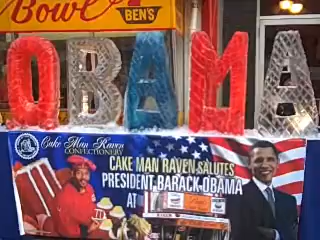 Bowl
BEN'S
OBAMA
Cake Man Raven
CONFECTIONERY
CAKE MAN RAVEN SALUTES
PRESIDENT BARACK OBAMA
AT